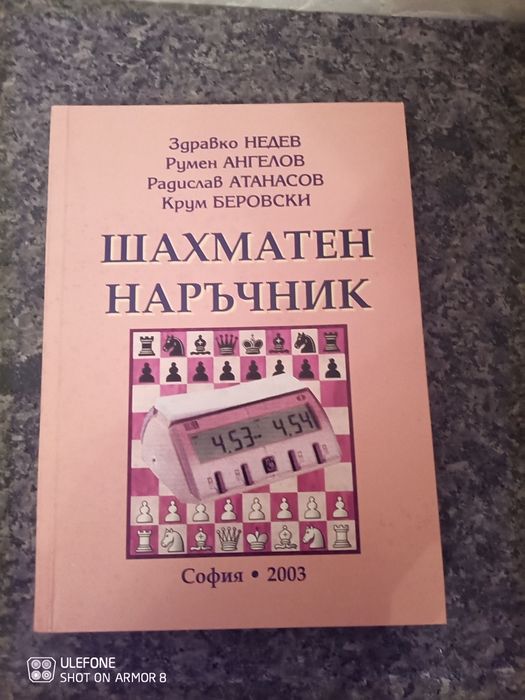 Здравко НЕДЕВ
Румен АНГЕЛОВ
Радислав АТАНАСОВ
Крум БЕРОВСКИ
ШАХМАТЕН
НАРЪЧНИК
4.53 4.54
София • 2003
ULEFONE
SHOT ON ARMOR 8